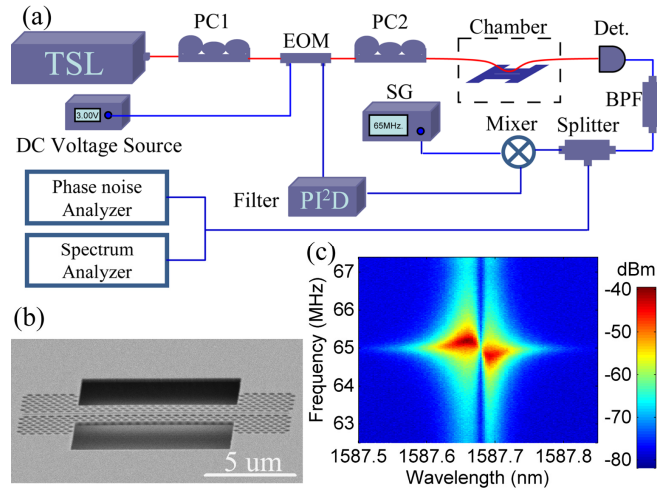 (a)
PC1
PC2
Chamber
Det.
TSL
EOM
BPF
SG
3.00V
65MHz.
Mixer
Splitter
DC Voltage Source
Phase noise
Analyzer
Filter
PI²D
Spectrum
Analyzer
(b)
5 um
(c)
dBm
Frequency (MHz)
67
66
65
64
63
1587.5
1587.6
1587.7
1587.8
Wavelength (nm)
-40
-50
-60
-70
-80